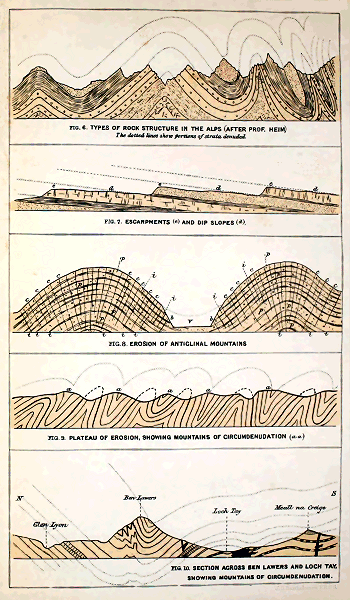 FIG. 6. TYPES OF ROCK STRUCTURE IN THE ALPS (AFTER PROF. HEIM)
The dotted lines show portions of strata denuded.
e d e d e d
FIG. 7. ESCARPMENTS (e) AND DIP SLOPES (d).
p p
v
FIG. 8. EROSION OF ANTICLINAL MOUNTAINS
a a a a a
FIG. 9. PLATEAU OF EROSION, SHOWING MOUNTAINS OF CIRCUMDENUDATION (a.a.)
N S
Ben Lawers
Meall na Creige
Loch Tay
Glen Lyon
FIG. 10. SECTION ACROSS BEN LAWERS AND LOCH TAY,
SHOWING MOUNTAINS OF CIRCUMDENUDATION.